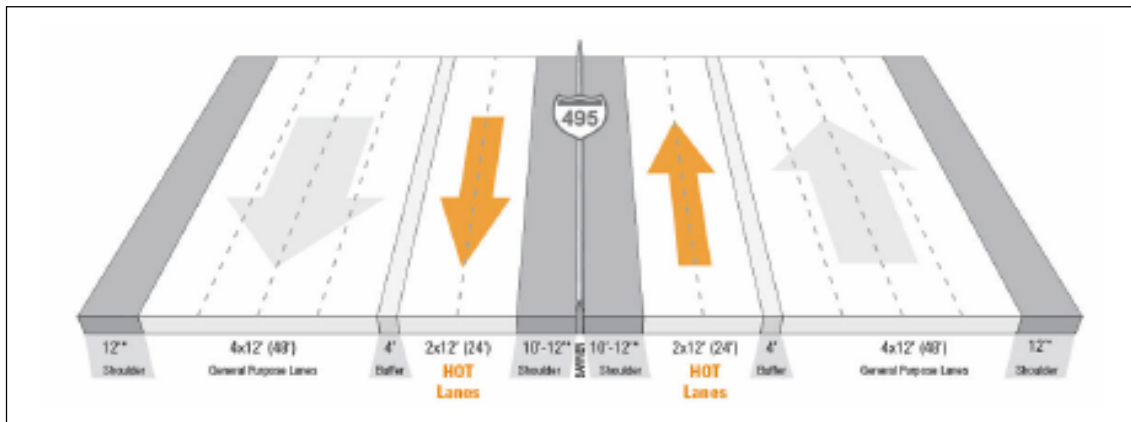 495
12'* 4x12' (48') 4' 2x12' (24') 10'-12'* 10'-12'* 2x12' (24') 4' 4x12' (48') 12'*
Shoulder General Purpose Lanes Buffer HOT Shoulder BARRIER Shoulder HOT Buffer General Purpose Lanes Shoulder
Lanes Lanes